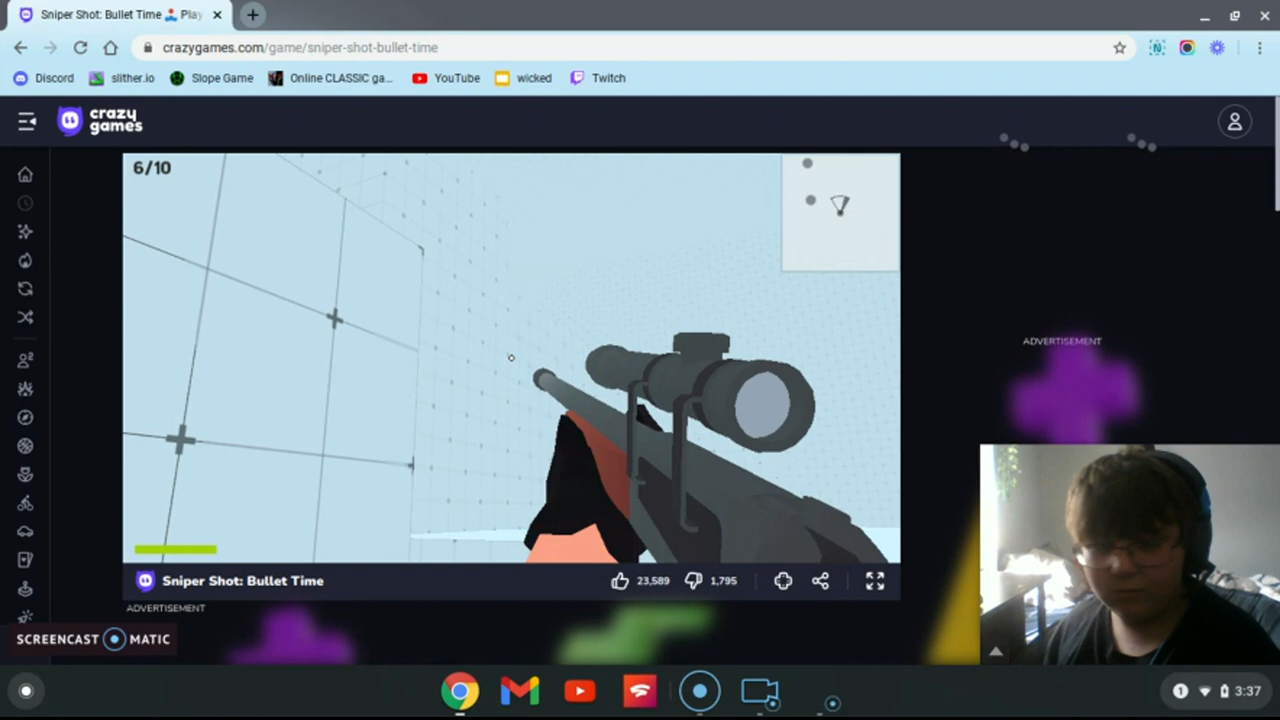 Sniper Shot: Bullet Time 🕹️ Play
crazygames.com/game/sniper-shot-bullet-time
Discord
slither.io
Slope Game
Online CLASSIC ga...
YouTube
wicked
Twitch
crazy
games
6/10
ADVERTISEMENT
Sniper Shot: Bullet Time
23,589
1,795
ADVERTISEMENT
SCREENCAST MATIC
1
3:37